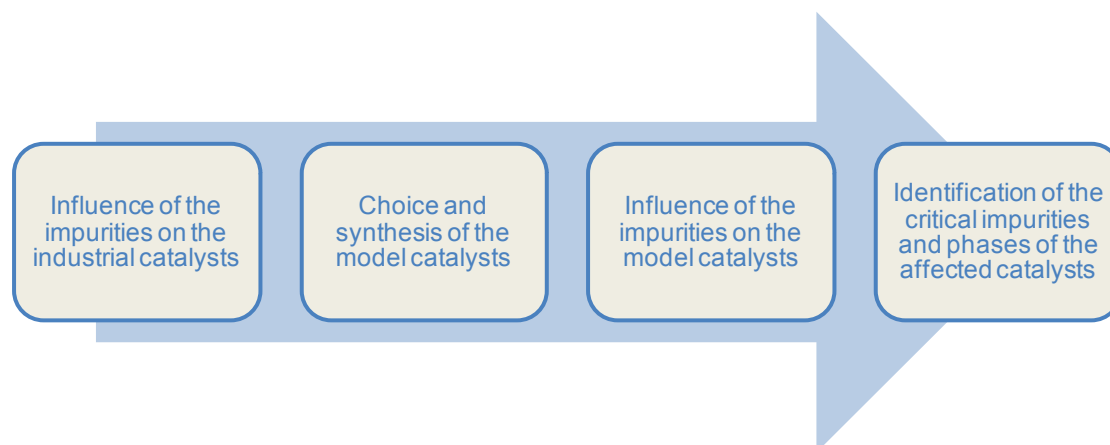 Influence of the
impurities on the
industrial catalysts
Choice and
synthesis of the
model catalysts
Influence of the
impurities on the
model catalysts
Identification of the
critical impurities
and phases of the
affected catalysts